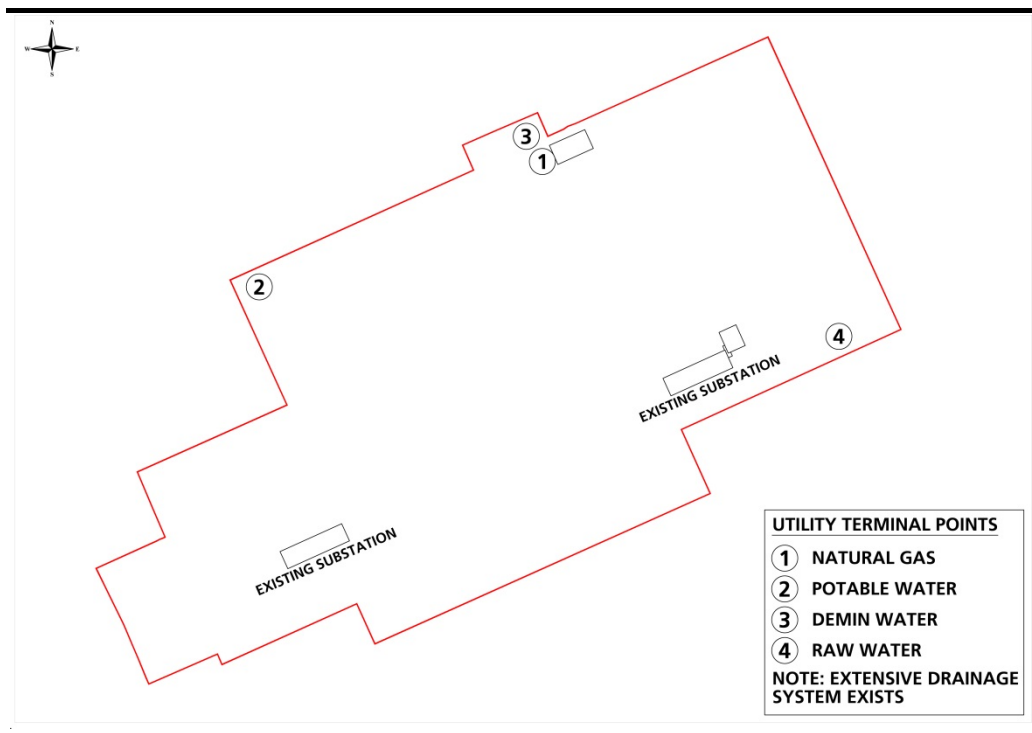 N
W E
S
3
1
2
4
EXISTING SUBSTATION
EXISTING SUBSTATION
UTILITY TERMINAL POINTS
1 NATURAL GAS
2 POTABLE WATER
3 DEMIN WATER
4 RAW WATER
NOTE: EXTENSIVE DRAINAGE
SYSTEM EXISTS